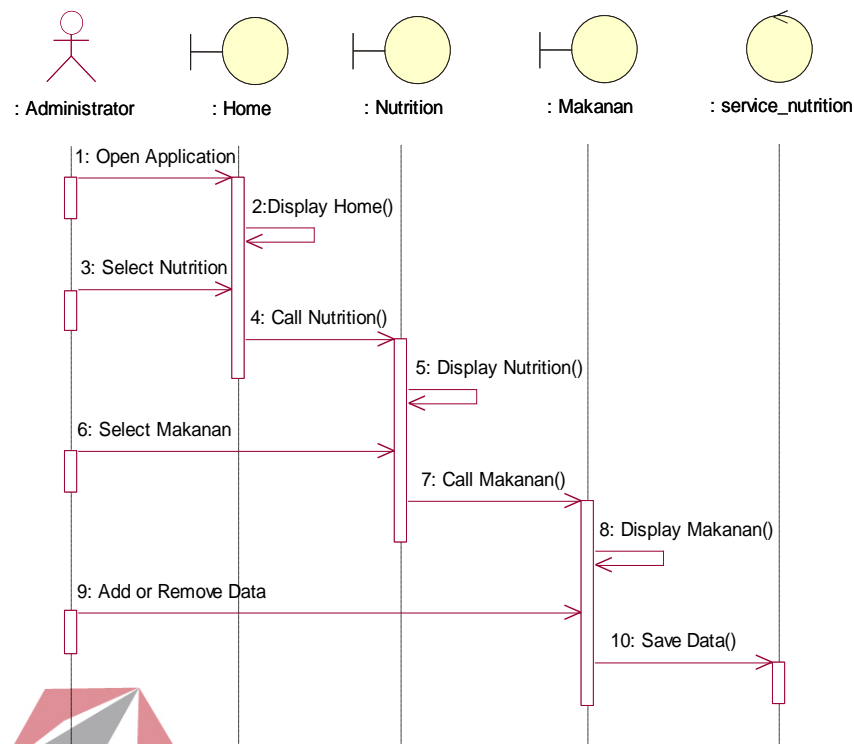 : Administrator
: Home
: Nutrition
: Makanan
: service_nutrition
1: Open Application
2:Display Home()
3: Select Nutrition
4: Call Nutrition()
5: Display Nutrition()
6: Select Makanan
7: Call Makanan()
8: Display Makanan()
9: Add or Remove Data
10: Save Data()